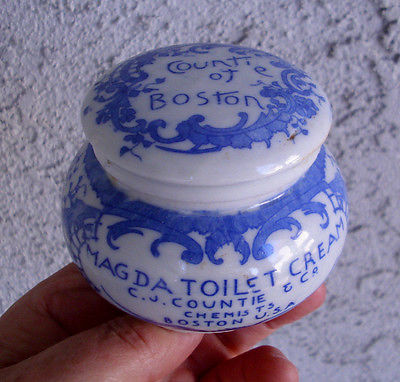 Countie
of
Boston
MAGDA TOILET CREAM
C.J. COUNTIE & CO
CHEMISTS
BOSTON U.S.A.